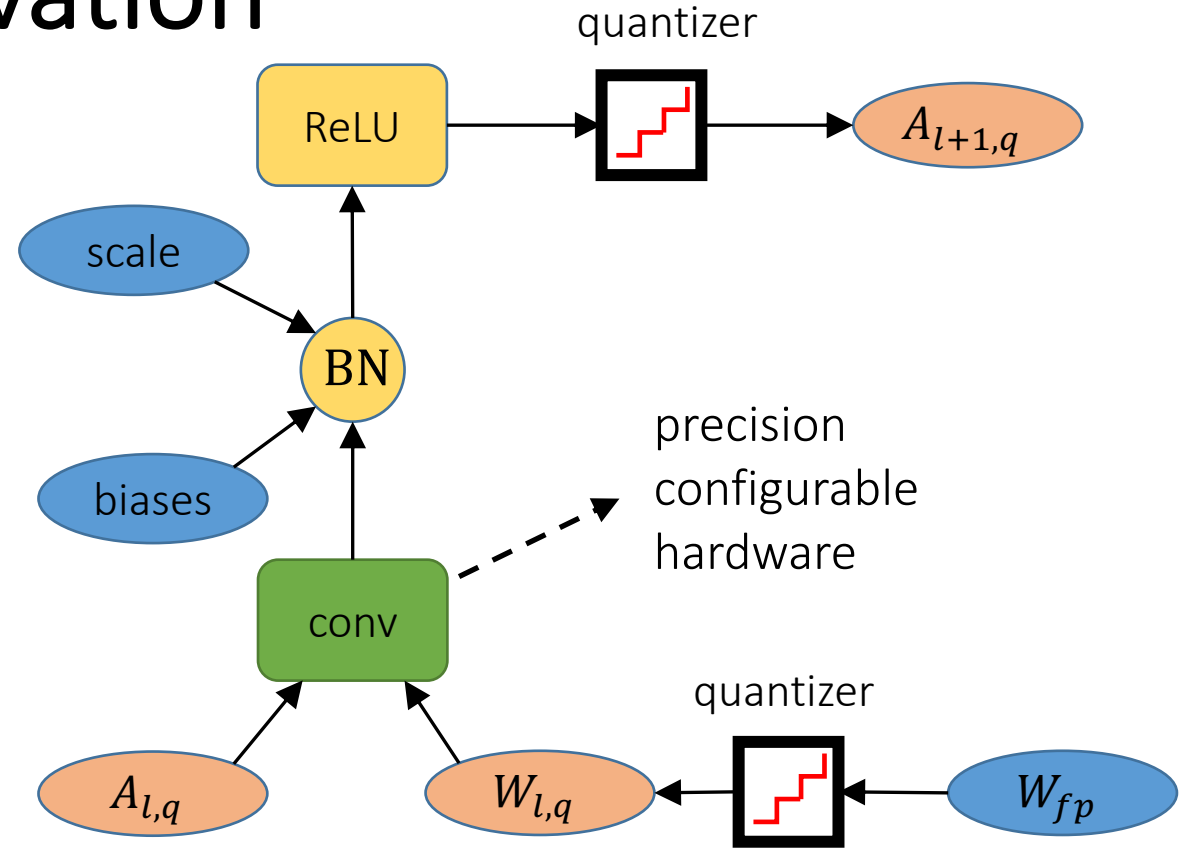 vation
quantizer
ReLU
A_{l+1,q}
scale
BN
biases
precision
configurable
hardware
conv
quantizer
A_{l,q}
W_{l,q}
W_{fp}